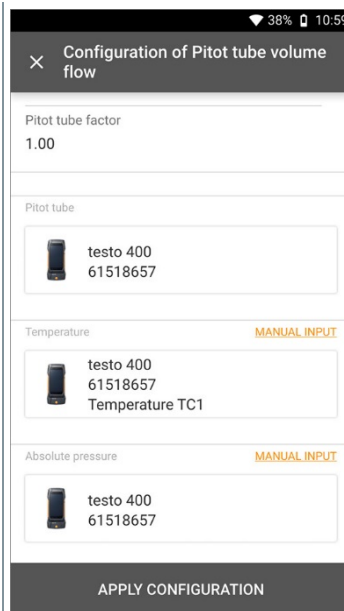 38% 10:59
Configuration of Pitot tube volume
flow
Pitot tube factor
1.00
Pitot tube
testo 400
61518657
Temperature MANUAL INPUT
testo 400
61518657
Temperature TC1
Absolute pressure MANUAL INPUT
testo 400
61518657
APPLY CONFIGURATION